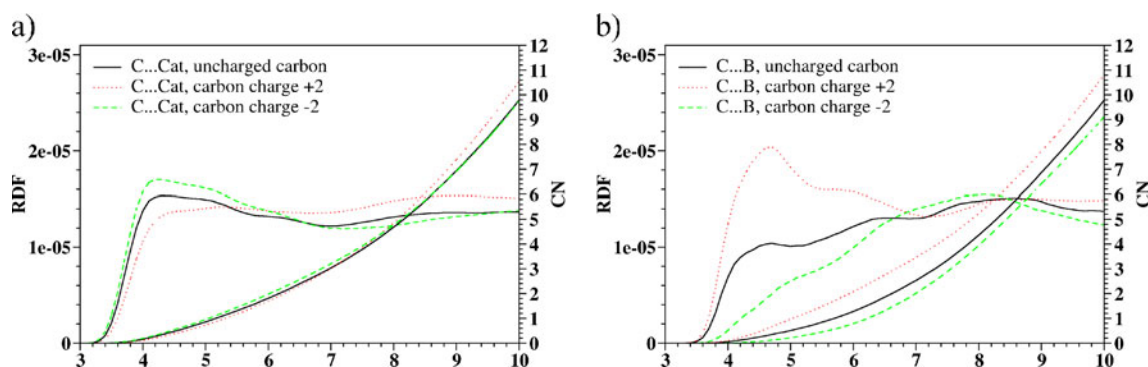 a)
3e-05
2e-05
1e-05
0
RDF
C...Cat, uncharged carbon
C...Cat, carbon charge +2
C...Cat, carbon charge -2
12
11
10
9
8
7
6
5
4
3
2
1
0
CN
3 4 5 6 7 8 9 10
b)
3e-05
2e-05
1e-05
0
RDF
C...B, uncharged carbon
C...B, carbon charge +2
C...B, carbon charge -2
12
11
10
9
8
7
6
5
4
3
2
1
0
CN
3 4 5 6 7 8 9 10